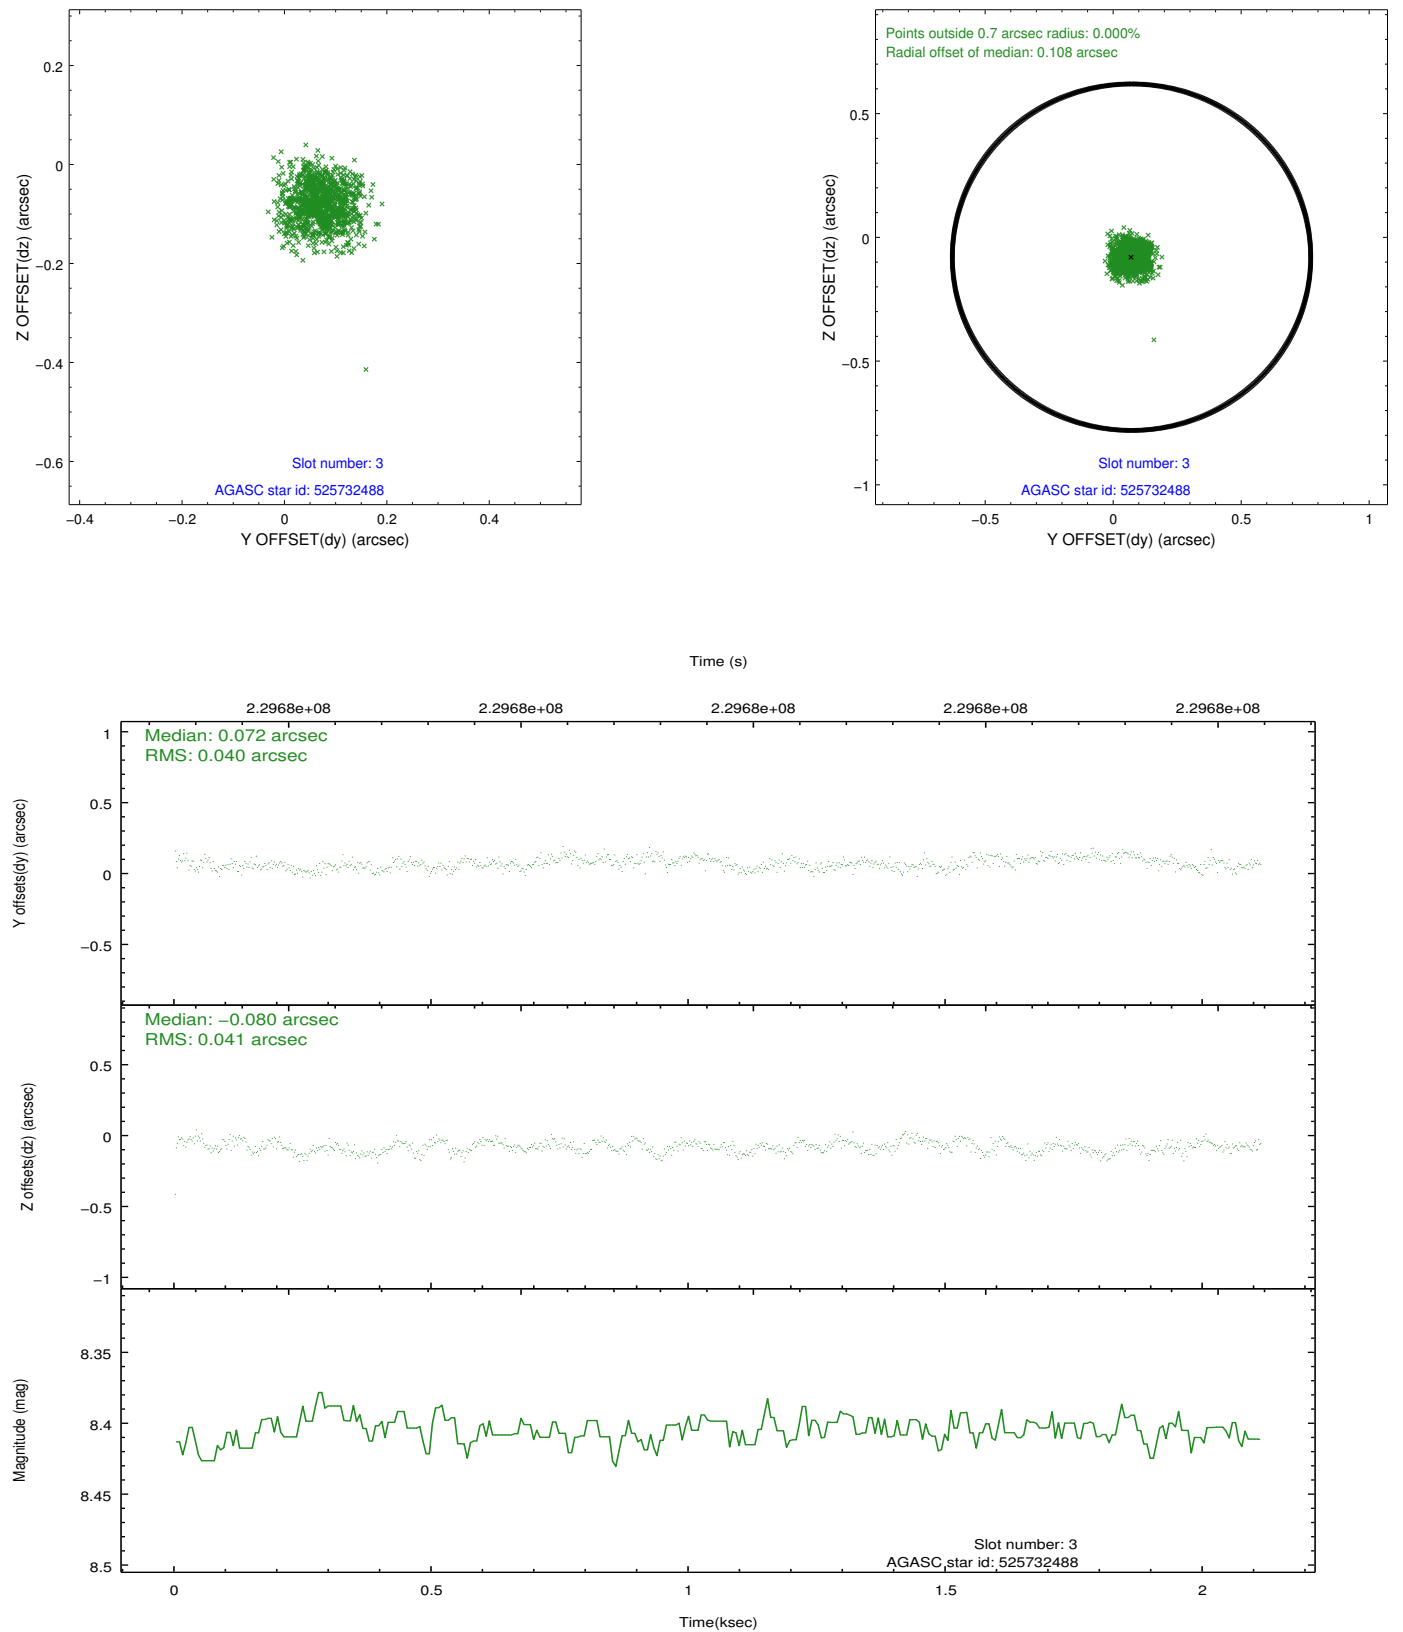 0.2
0
−0.2
−0.4
−0.6
Z OFFSET(dz) (arcsec)
Slot number: 3
AGASC star id: 525732488
−0.4
−0.2
0
0.2
0.4
Y OFFSET(dy) (arcsec)
Points outside 0.7 arcsec radius: 0.000%
Radial offset of median: 0.108 arcsec
0.5
0
−0.5
−1
Z OFFSET(dz) (arcsec)
Slot number: 3
AGASC star id: 525732488
−0.5
0
0.5
1
Y OFFSET(dy) (arcsec)
Time (s)
2.2968e+08
2.2968e+08
2.2968e+08
2.2968e+08
2.2968e+08
Median: 0.072 arcsec
RMS: 0.040 arcsec
1
0.5
0
−0.5
Y offsets(dy) (arcsec)
Median: −0.080 arcsec
RMS: 0.041 arcsec
0.5
0
−0.5
−1
Z offsets(dz) (arcsec)
8.35
8.4
8.45
8.5
Magnitude (mag)
Slot number: 3
AGASC star id: 525732488
0
0.5
1
1.5
2
Time(ksec)